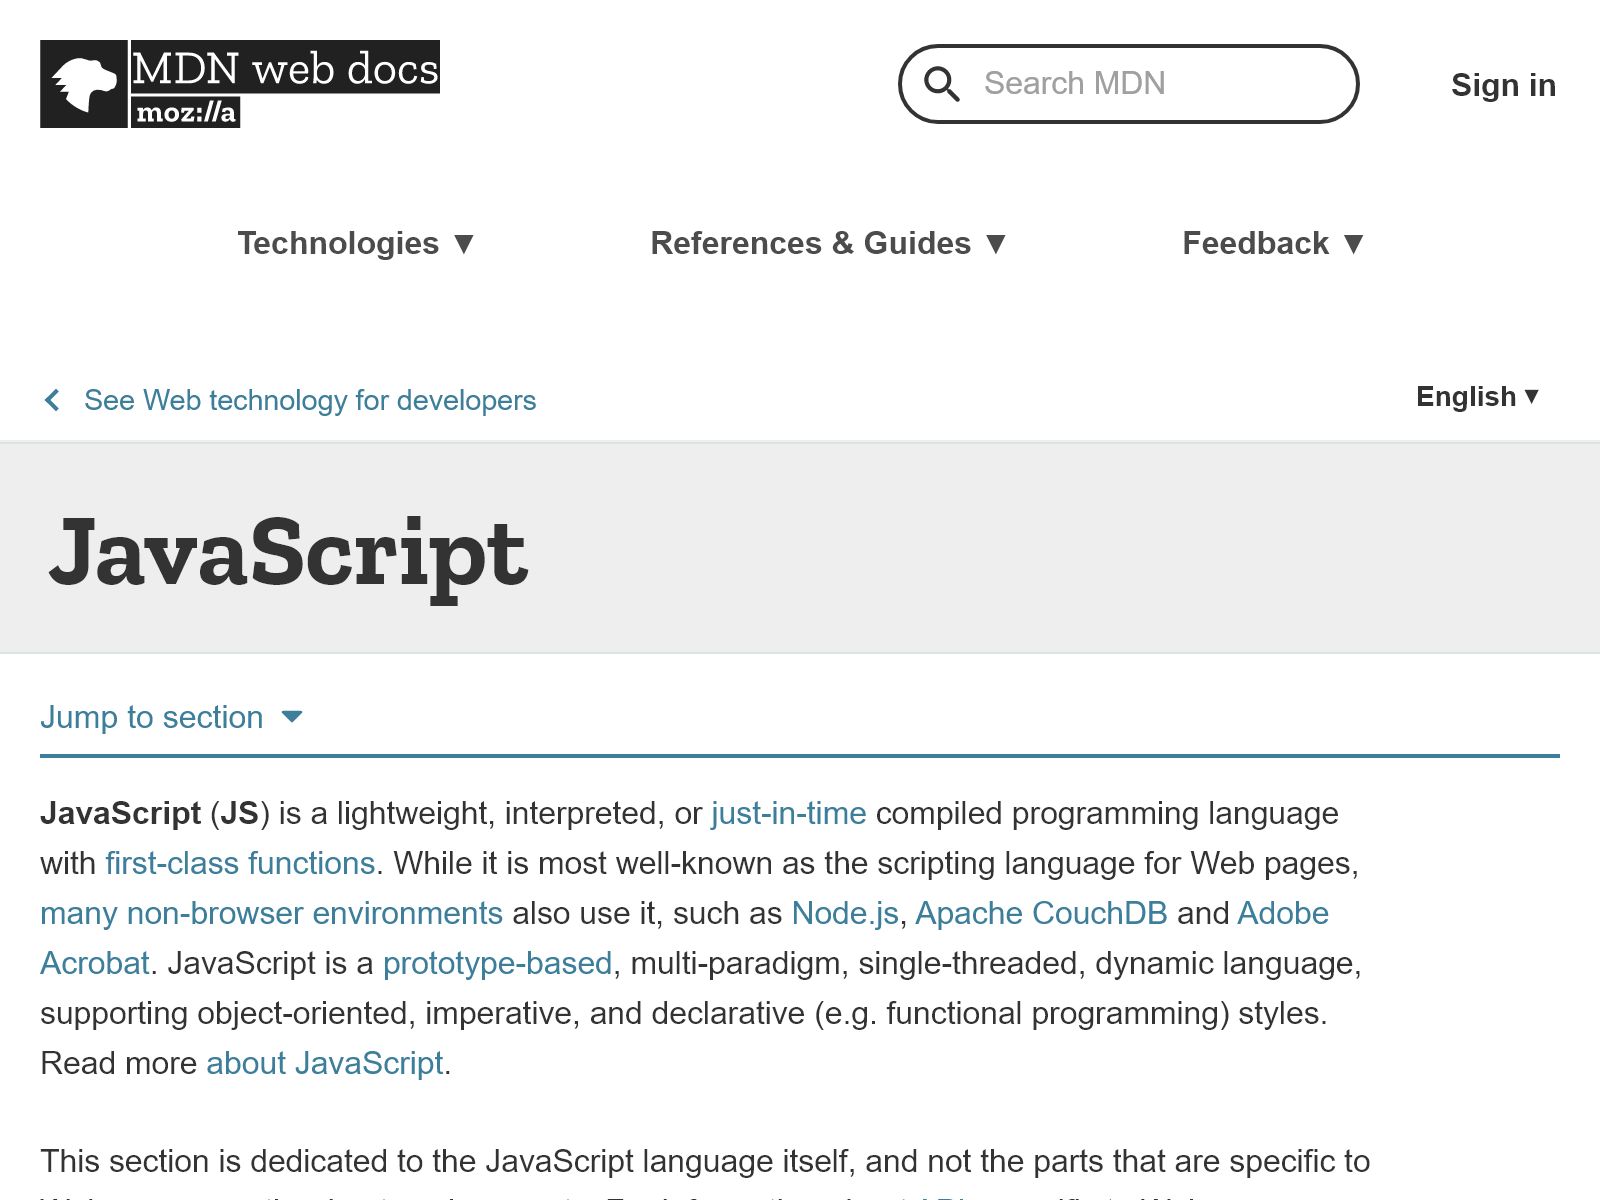 MDN web docs
moz://a
Search MDN
Sign in
Technologies ▼
References & Guides ▼
Feedback ▼
See Web technology for developers
English ▼
JavaScript
Jump to section
JavaScript (JS) is a lightweight, interpreted, or just-in-time compiled programming language
with first-class functions. While it is most well-known as the scripting language for Web pages,
many non-browser environments also use it, such as Node.js, Apache CouchDB and Adobe
Acrobat. JavaScript is a prototype-based, multi-paradigm, single-threaded, dynamic language,
supporting object-oriented, imperative, and declarative (e.g. functional programming) styles.
Read more about JavaScript.
This section is dedicated to the JavaScript language itself, and not the parts that are specific to